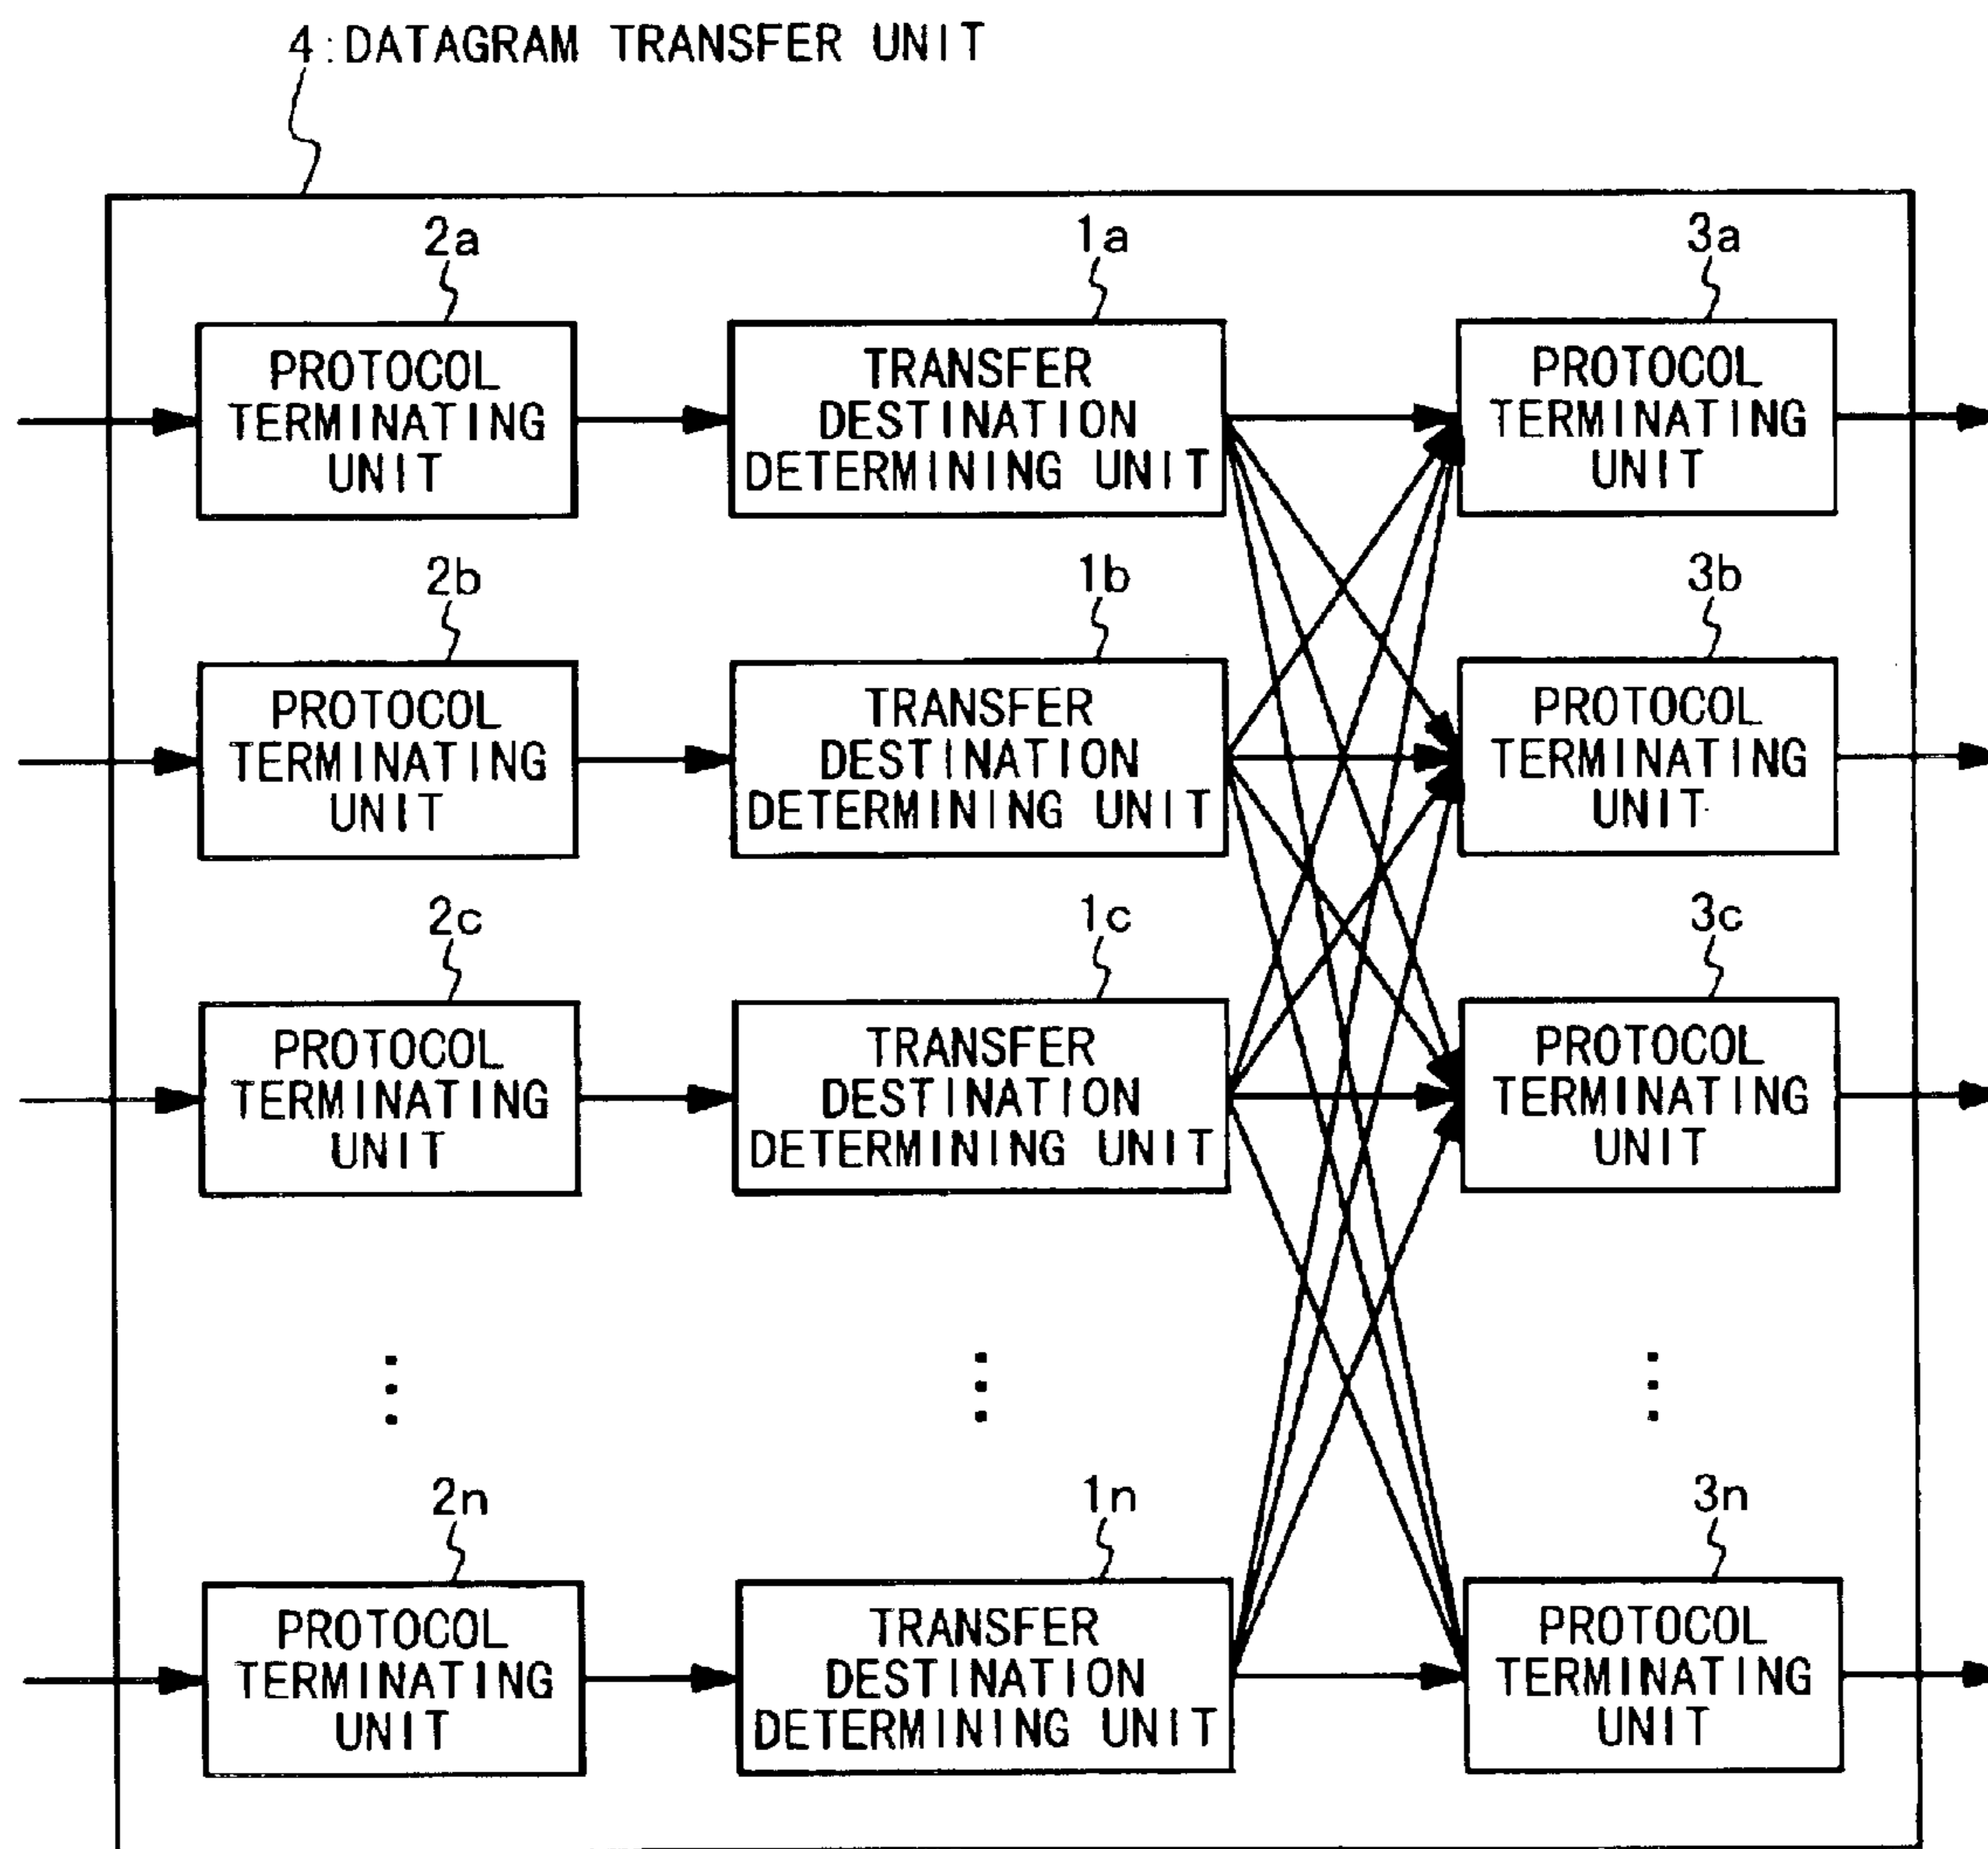 4:DATAGRAM TRANSFER UNIT
2a
1a
3a
PROTOCOL
TERMINATING
UNIT
TRANSFER
DESTINATION
DETERMINING UNIT
PROTOCOL
TERMINATING
UNIT
2b
1b
3b
PROTOCOL
TERMINATING
UNIT
TRANSFER
DESTINATION
DETERMINING UNIT
PROTOCOL
TERMINATING
UNIT
2c
1c
3c
PROTOCOL
TERMINATING
UNIT
TRANSFER
DESTINATION
DETERMINING UNIT
PROTOCOL
TERMINATING
UNIT
2n
1n
3n
PROTOCOL
TERMINATING
UNIT
TRANSFER
DESTINATION
DETERMINING UNIT
PROTOCOL
TERMINATING
UNIT